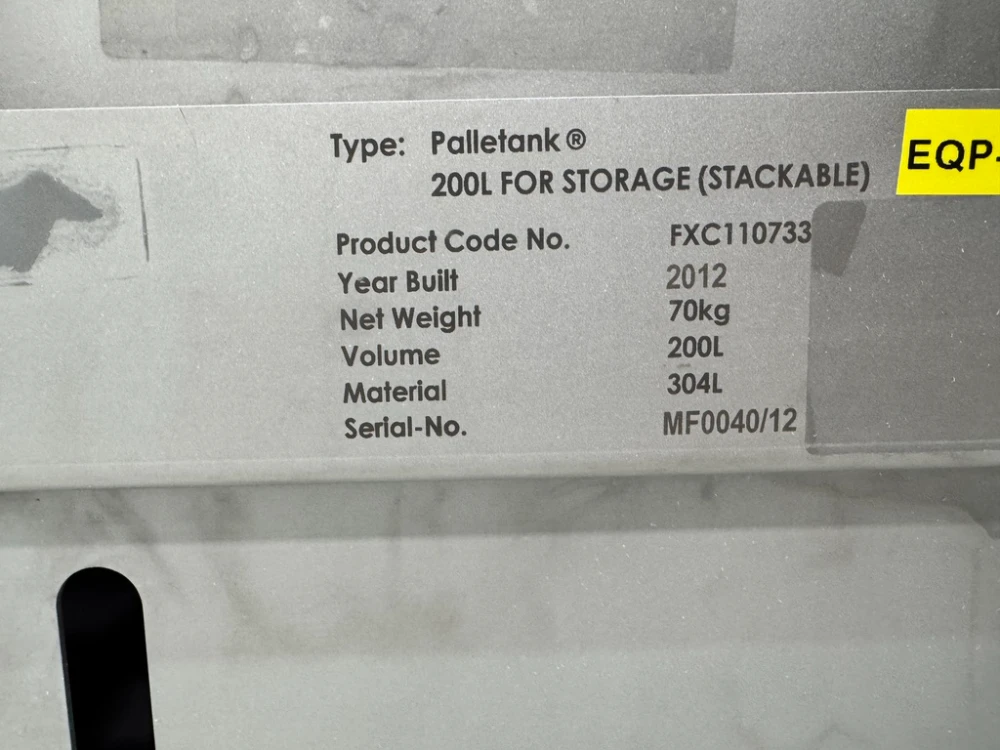 Type: Palletank®
200L FOR STORAGE (STACKABLE)
EQP-
Product Code No. FXC110733
Year Built 2012
Net Weight 70kg
Volume 200L
Material 304L
Serial-No. MF0040/12